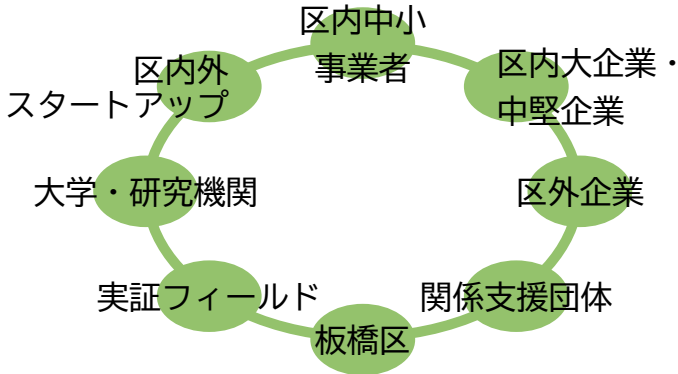 区内中小
事業者
区内大企業・
中堅企業
区外企業
関係支援団体
板橋区
実証フィールド
大学・研究機関
区内外
スタートアップ